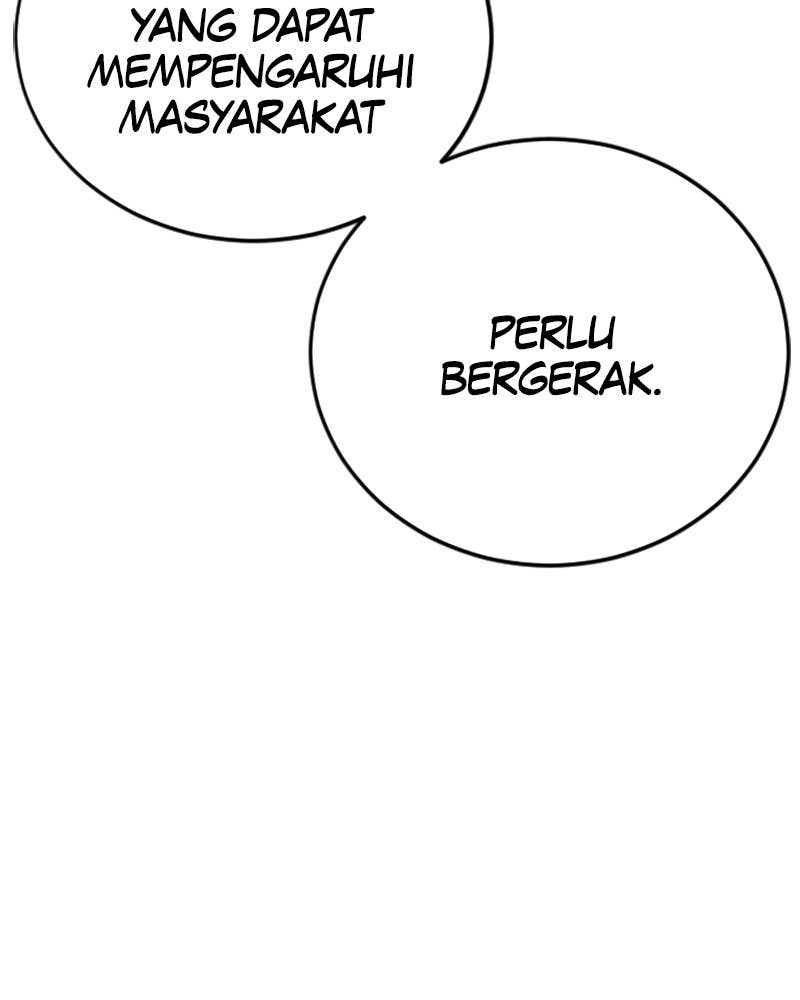 YANG DAPAT
MEMPENGARUHI
MASYARAKAT
PERLU
BERGERAK.